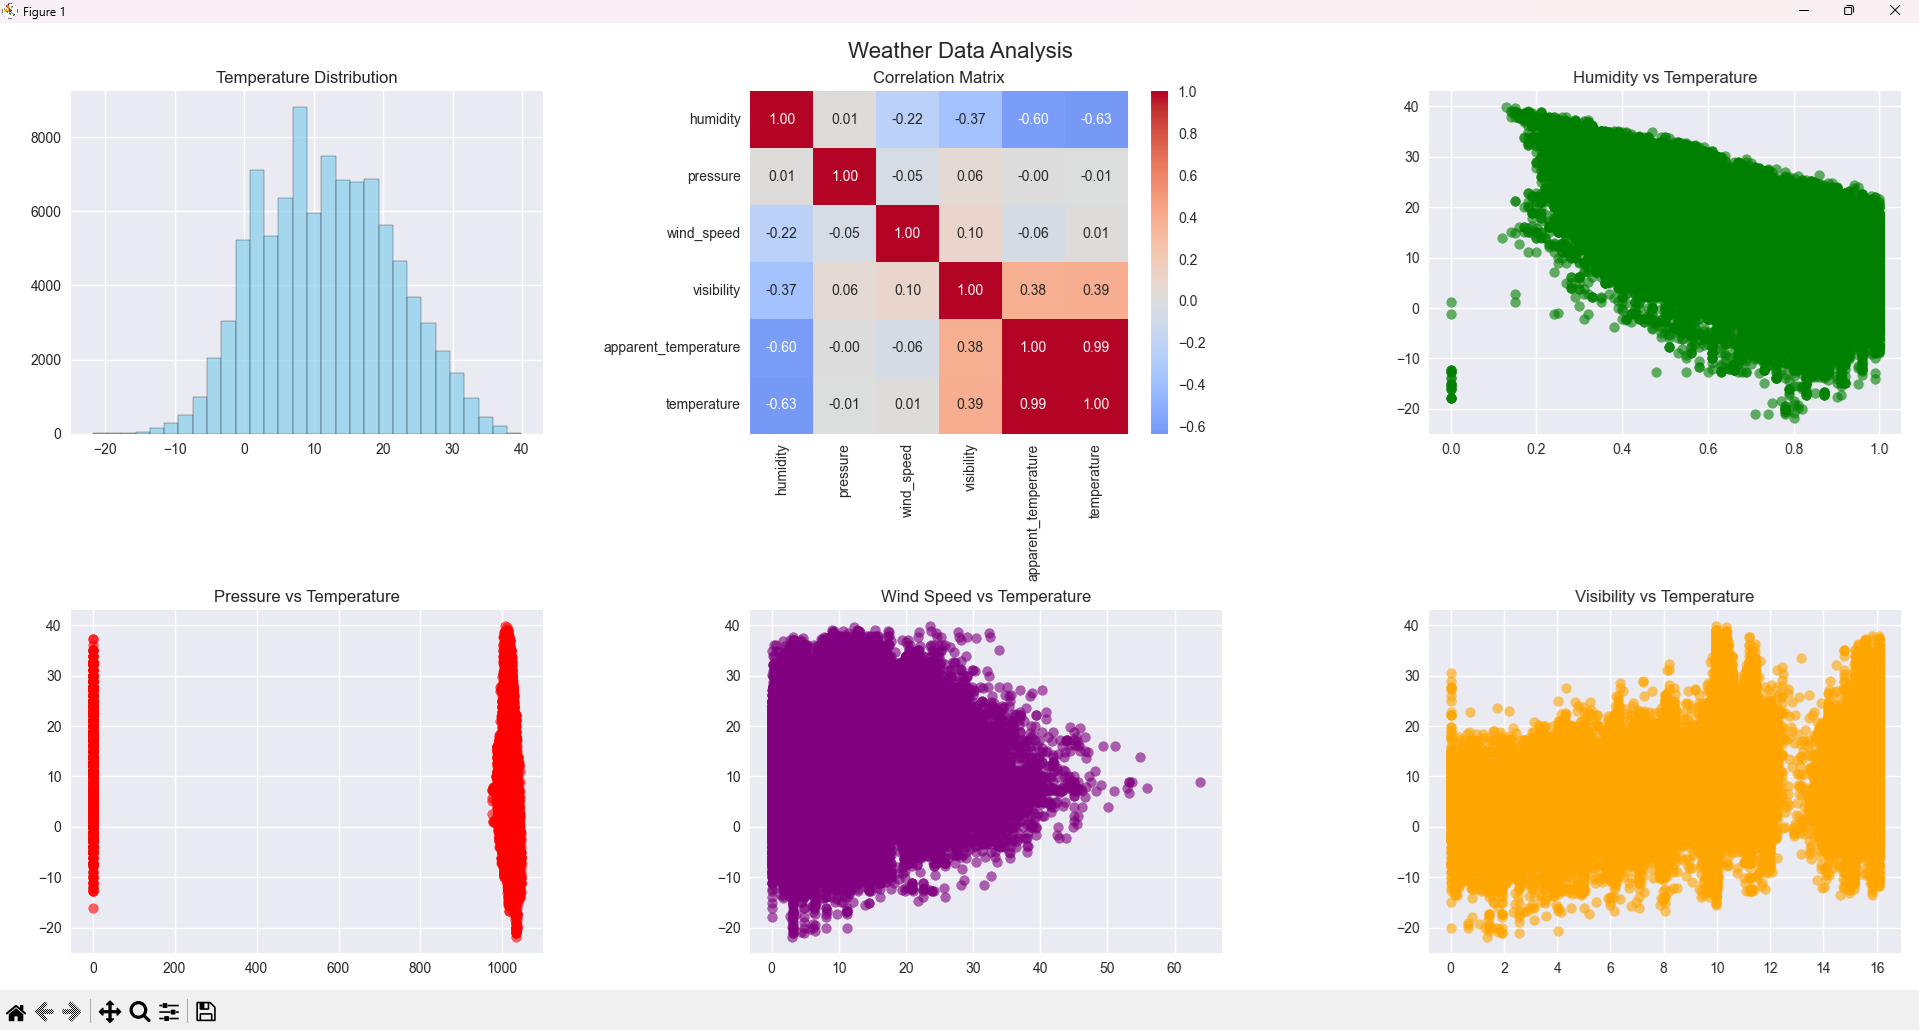 Figure 1
Weather Data Analysis
Temperature Distribution
8000
6000
4000
2000
0
−20 −10 0 10 20 30 40
Correlation Matrix
humidity 1.00 0.01 -0.22 -0.37 -0.60 -0.63
pressure 0.01 1.00 -0.05 0.06 -0.00 -0.01
wind_speed -0.22 -0.05 1.00 0.10 -0.06 0.01
visibility -0.37 0.06 0.10 1.00 0.38 0.39
apparent_temperature -0.60 -0.00 -0.06 0.38 1.00 0.99
temperature -0.63 -0.01 0.01 0.39 0.99 1.00
humidity pressure wind_speed visibility apparent_temperature temperature
1.0
0.8
0.6
0.4
0.2
0.0
−0.2
−0.4
−0.6
Humidity vs Temperature
40
30
20
10
0
−10
−20
0.0 0.2 0.4 0.6 0.8 1.0
Pressure vs Temperature
40
30
20
10
0
−10
−20
0 200 400 600 800 1000
Wind Speed vs Temperature
40
30
20
10
0
−10
−20
0 10 20 30 40 50 60
Visibility vs Temperature
40
30
20
10
0
−10
−20
0 2 4 6 8 10 12 14 16